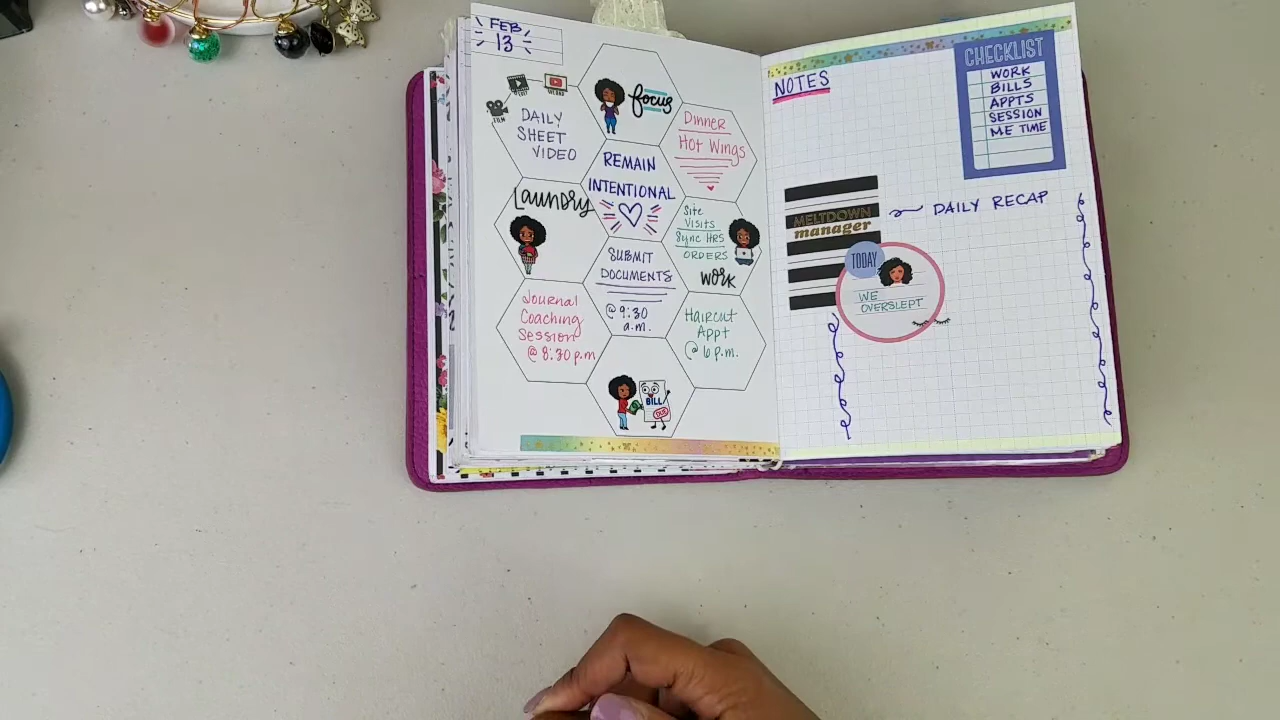 FEB
13
FILM
DAILY
SHEET
VIDEO
focus
Dinner
Hot Wings
REMAIN
INTENTIONAL
Laundry
Site
Visits
Sync HRS
ORDERS
work
SUBMIT
DOCUMENTS
@ 9:30
a.m.
Journal
Coaching
Session
@ 8:30 p.m
Haircut
Appt
@ 6 p.m.
BILL
NOTES
CHECKLIST
WORK
BILLS
APPTS
SESSION
ME TIME
MELTDOWN
manager
DAILY RECAP
TODAY
WE
OVERSLEPT